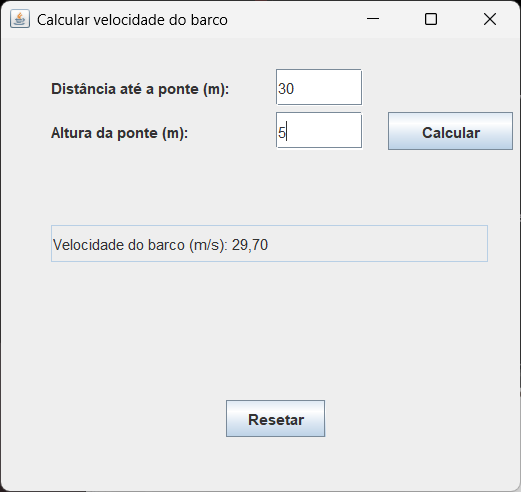 Calcular velocidade do barco
Distância até a ponte (m): 30
Altura da ponte (m): 5 Calcular
Velocidade do barco (m/s): 29,70
Resetar